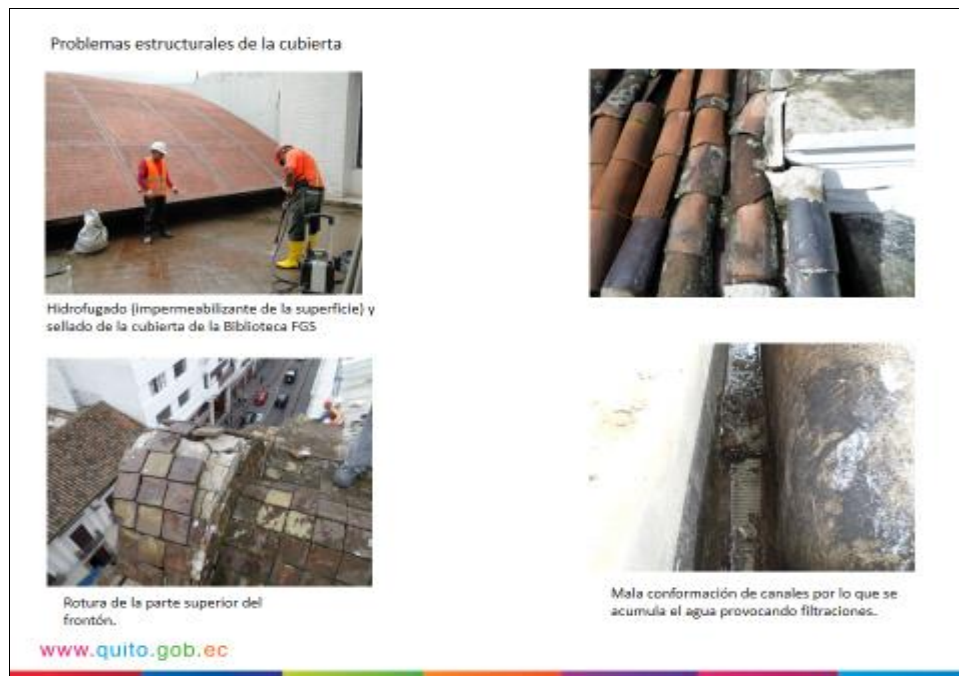 Problemas estructurales de la cubierta
Hidrofugado (impermeabilizante de la superficie) y
sellado de la cubierta de la Biblioteca FGS
Rotura de la parte superior del
frontón.
Mala conformación de canales por lo que se
acumula el agua provocando filtraciones.
www.quito.gob.ec